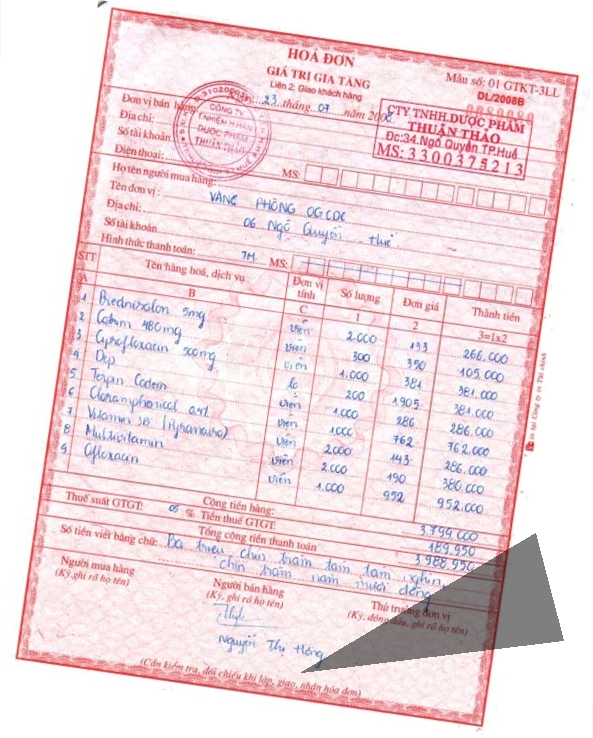 HOÁ ĐƠN
GIÁ TRỊ GIA TĂNG
Liên 2: Giao khách hàng
Mẫu số: 01 GTKT-3LL
DL/2008B
23 tháng 07 năm 2008
CÔNG TY
TNHIỆM H.HẠN
DƯỢC PHẨM
THUẬN THẢO
CTY TNHH.DƯỢC PHẨM
THUẬN THẢO
Đc:34.Ngô Quyền TP.Huế
MS: 3300375213
Đơn vị bán hàng
Địa chỉ:
Số tài khoản
Điện thoại: MS:
Họ tên người mua hàng:
Tên đơn vị: VĂNG PHÒNG OGCDC
Địa chỉ: 06 Ngô Quyền - Huế
Số tài khoản
Hình thức thanh toán: TM MS:
STT Tên hàng hoá, dịch vụ Đơn vị tính Số lượng Đơn giá Thành tiền
A B C 1 2 3=1x2
1 Prednisolon 5mg viên 2.000 133 266.000
2 Cotrim 480mg viên 300 350 105.000
3 Ciprofloxacin 500mg viên 1.000 381 381.000
4 Dep lọ 200 1.905 381.000
5 Terpin Codein viên 1.000 286 286.000
6 Cloramphenical 0.4% viên 1.000 762 762.000
7 Vitamin 3B viên 2.000 143 286.000
8 Multivitamin viên 2.000 190 380.000
9 Ofloxacin viên 1.000 952 952.000
Cộng tiền hàng: 3.799.000
Thuế suất GTGT: 05 % Tiền thuế GTGT: 189.950
Tổng cộng tiền thanh toán 3.988.950
Số tiền viết bằng chữ: Ba triệu, chín trăm tám tám nghìn,
chín trăm năm mươi đồng
Người mua hàng Người bán hàng Thủ trưởng đơn vị
(Ký, ghi rõ họ tên) (Ký, ghi rõ họ tên) (Ký, đóng dấu, ghi rõ họ tên)
Nguyễn Thị Hồng
(Cần kiểm tra, đối chiếu khi lập, giao, nhận hóa đơn)